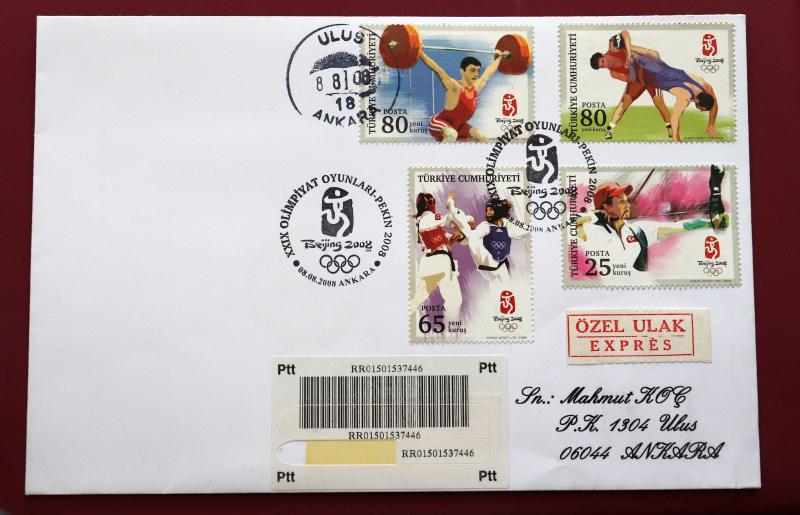 ULUS
8 8 08
18
ANKARA
TÜRKİYE CUMHURİYETİ
POSTA
80 yeni kuruş
Beijing 2008
TÜRKİYE CUMHURİYETİ
POSTA
80 yeni kuruş
Beijing 2008
XXIX OLİMPİYAT OYUNLARI-PEKİN 2008
Beijing 2008
08.08.2008 ANKARA
XXIX OLİMPİYAT OYUNLARI-PEKİN 2008
Beijing 2008
08.08.2008 ANKARA
TÜRKİYE CUMHURİYETİ
POSTA
65 yeni kuruş
Beijing 2008
TÜRKİYE CUMHURİYETİ
POSTA
25 yeni kuruş
Beijing 2008
ÖZEL ULAK
EXPRÈS
Ptt Ptt
RR01501537446
RR01501537446
RR01501537446
Ptt Ptt
Sn.: Mahmut KOÇ
P.K. 1304 Ulus
06044 ANKARA